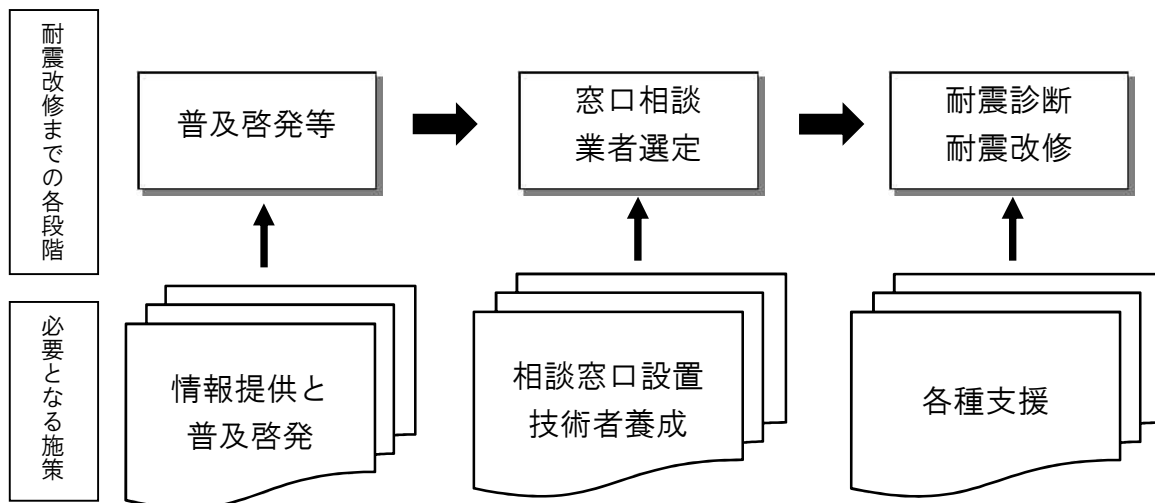 耐震改修までの各段階
普及啓発等
窓口相談
業者選定
耐震診断
耐震改修
必要となる施策
情報提供と
普及啓発
相談窓口設置
技術者養成
各種支援